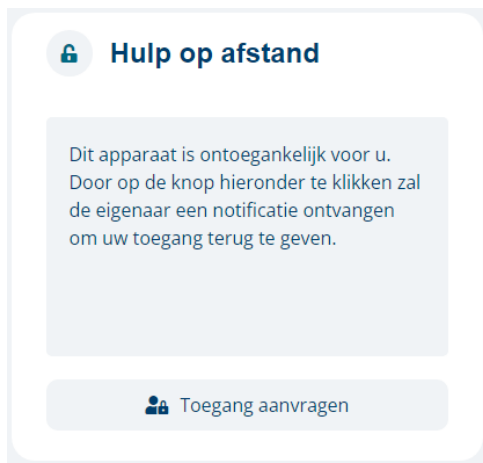 Hulp op afstand
Dit apparaat is ontoegankelijk voor u.
Door op de knop hieronder te klikken zal
de eigenaar een notificatie ontvangen
om uw toegang terug te geven.
Toegang aanvragen